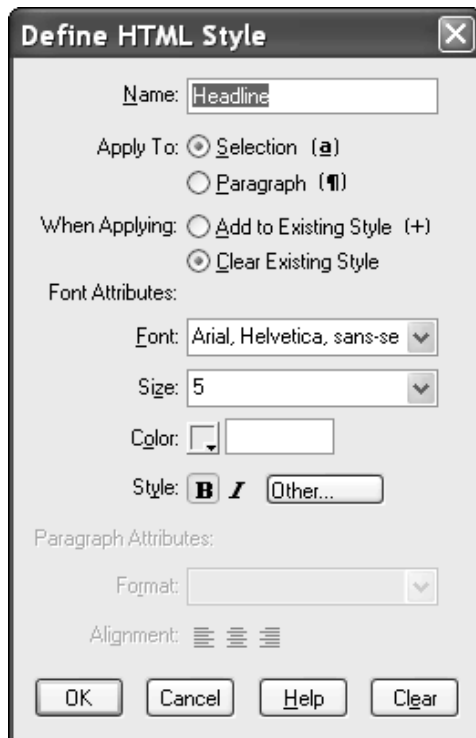 Define HTML Style
Name: Headline
Apply To: Selection (a)
Paragraph (¶)
When Applying: Add to Existing Style (+)
Clear Existing Style
Font Attributes:
Font: Arial, Helvetica, sans-se
Size: 5
Color:
Style: B I Other...
Paragraph Attributes:
Format:
Alignment:
OK Cancel Help Clear